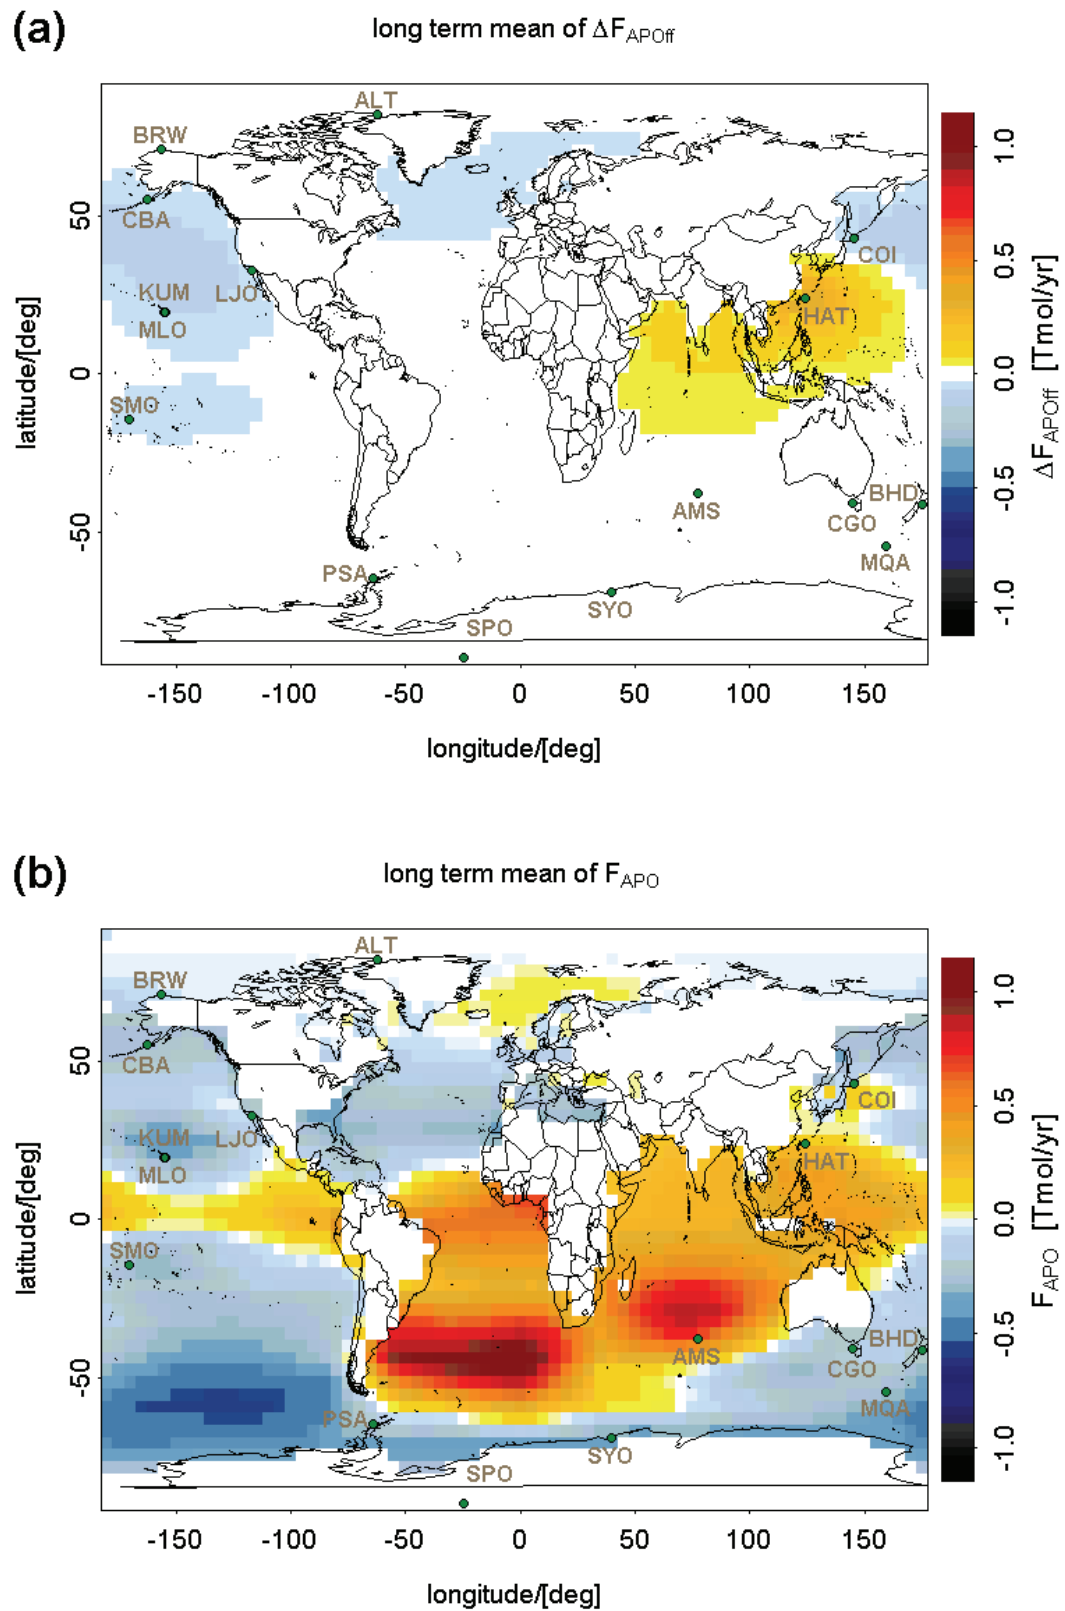 (a)
long term mean of ΔF_APOff
ALT
BRW
CBA
COI
KUM
LJO
MLO
HAT
SMO
AMS
BHD
CGO
MQA
PSA
SYO
SPO
50
0
-50
latitude/[deg]
-150 -100 -50 0 50 100 150
longitude/[deg]
1.0
0.5
0.0
-0.5
-1.0
ΔF_APOff [Tmol/yr]
(b)
long term mean of F_APO
ALT
BRW
CBA
COI
KUM
LJO
MLO
HAT
SMO
AMS
BHD
CGO
MQA
PSA
SYO
SPO
50
0
-50
latitude/[deg]
-150 -100 -50 0 50 100 150
longitude/[deg]
1.0
0.5
0.0
-0.5
-1.0
F_APO [Tmol/yr]